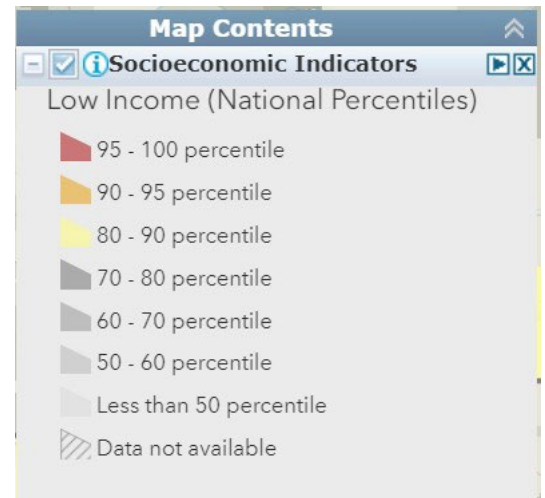 Map Contents
Socioeconomic Indicators
Low Income (National Percentiles)
95 - 100 percentile
90 - 95 percentile
80 - 90 percentile
70 - 80 percentile
60 - 70 percentile
50 - 60 percentile
Less than 50 percentile
Data not available